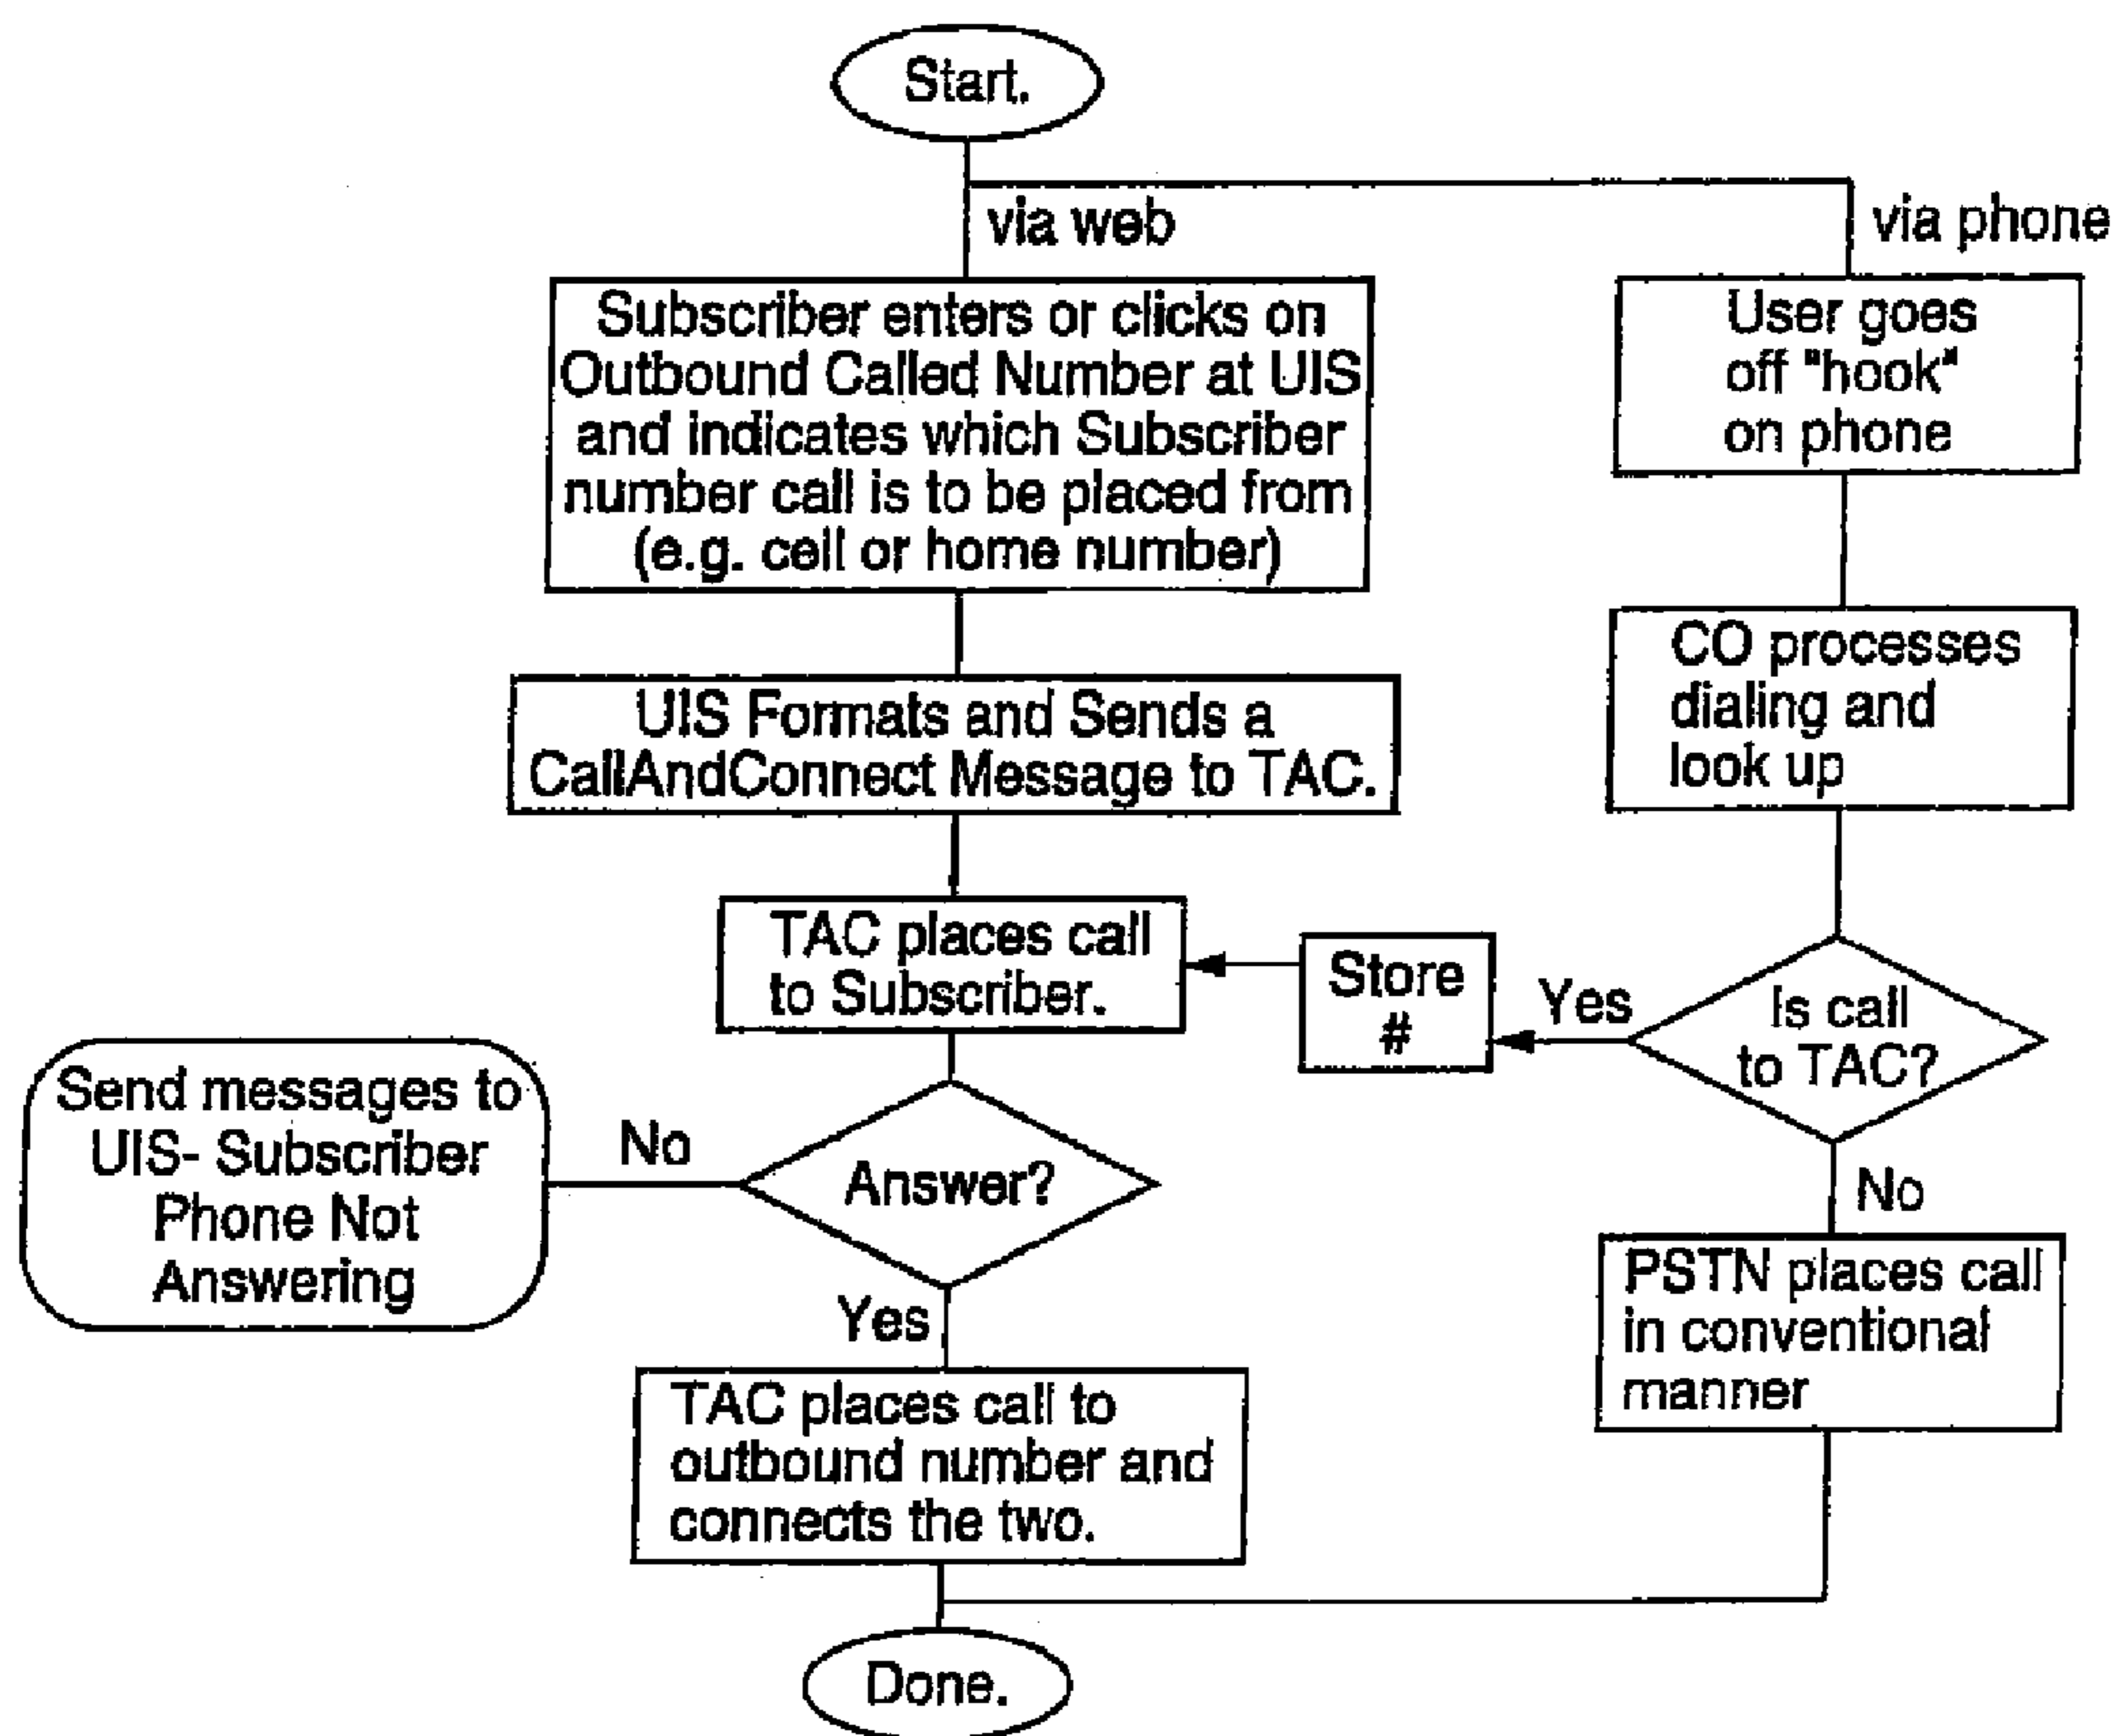 Start.
via web
via phone
Subscriber enters or clicks on
Outbound Called Number at UIS
and indicates which Subscriber
number call is to be placed from
(e.g. cell or home number)
User goes
off "hook"
on phone
UIS Formats and Sends a
CallAndConnect Message to TAC.
CO processes
dialing and
look up
TAC places call
to Subscriber.
Store
#
Yes
Is call
to TAC?
Send messages to
UIS- Subscriber
Phone Not
Answering
No
Answer?
No
Yes
PSTN places call
in conventional
manner
TAC places call to
outbound number and
connects the two.
Done.